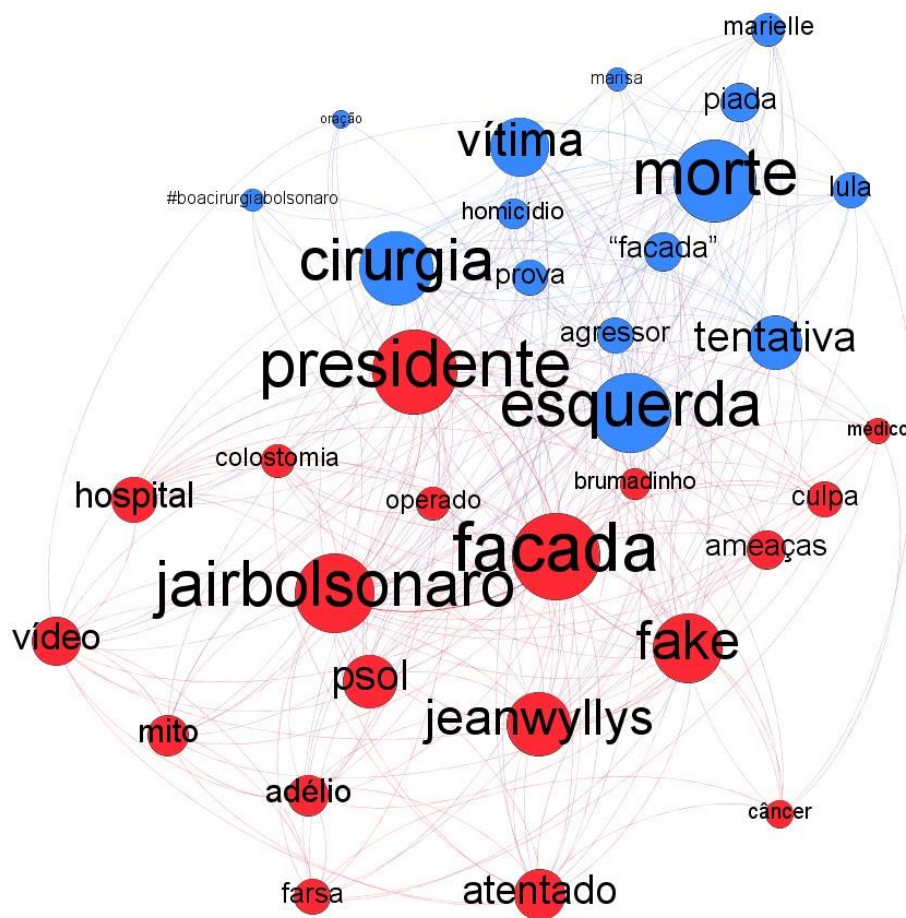 marielle
marisa
piada
oração
vítima
morte
#boacirurgiabolsonaro
lula
homicídio
cirurgia
“facada”
prova
agressor
tentativa
presidente
esquerda
médico
colostomia
hospital
brumadinho
operado
culpa
facada
ameaças
jairbolsonaro
vídeo
fake
psol
jeanwyllys
mito
adélio
câncer
farsa
atentado